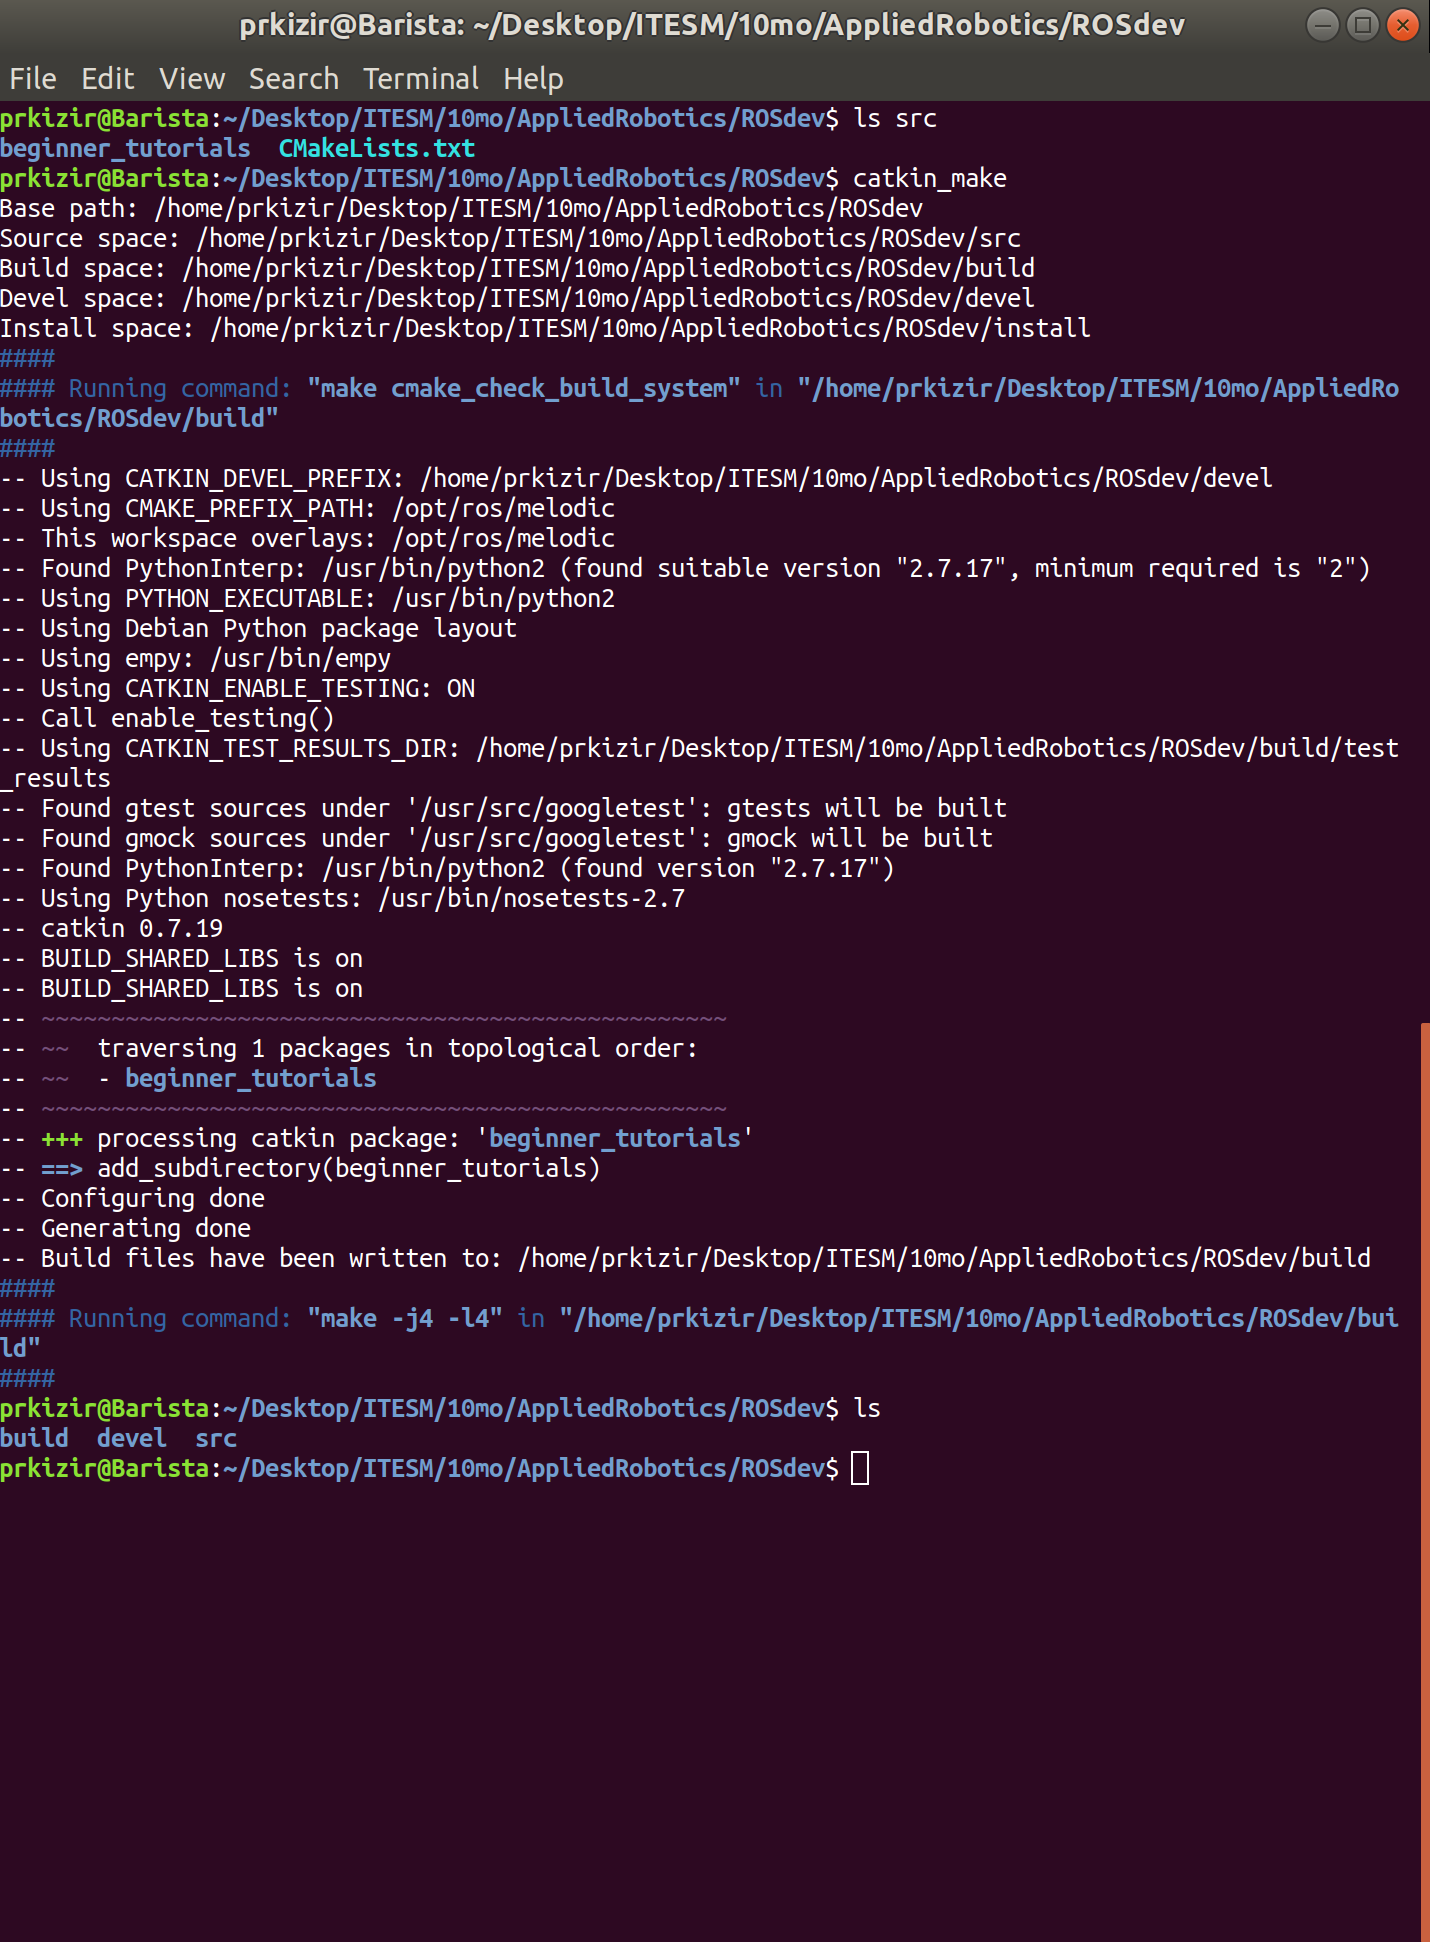 prkizir@Barista: ~/Desktop/ITESM/10mo/AppliedRobotics/ROSdev
File Edit View Search Terminal Help
prkizir@Barista:~/Desktop/ITESM/10mo/AppliedRobotics/ROSdev$ ls src
beginner_tutorials  CMakeLists.txt
prkizir@Barista:~/Desktop/ITESM/10mo/AppliedRobotics/ROSdev$ catkin_make
Base path: /home/prkizir/Desktop/ITESM/10mo/AppliedRobotics/ROSdev
Source space: /home/prkizir/Desktop/ITESM/10mo/AppliedRobotics/ROSdev/src
Build space: /home/prkizir/Desktop/ITESM/10mo/AppliedRobotics/ROSdev/build
Devel space: /home/prkizir/Desktop/ITESM/10mo/AppliedRobotics/ROSdev/devel
Install space: /home/prkizir/Desktop/ITESM/10mo/AppliedRobotics/ROSdev/install
####
#### Running command: "make cmake_check_build_system" in "/home/prkizir/Desktop/ITESM/10mo/AppliedRo
botics/ROSdev/build"
####
-- Using CATKIN_DEVEL_PREFIX: /home/prkizir/Desktop/ITESM/10mo/AppliedRobotics/ROSdev/devel
-- Using CMAKE_PREFIX_PATH: /opt/ros/melodic
-- This workspace overlays: /opt/ros/melodic
-- Found PythonInterp: /usr/bin/python2 (found suitable version "2.7.17", minimum required is "2")
-- Using PYTHON_EXECUTABLE: /usr/bin/python2
-- Using Debian Python package layout
-- Using empy: /usr/bin/empy
-- Using CATKIN_ENABLE_TESTING: ON
-- Call enable_testing()
-- Using CATKIN_TEST_RESULTS_DIR: /home/prkizir/Desktop/ITESM/10mo/AppliedRobotics/ROSdev/build/test
_results
-- Found gtest sources under '/usr/src/googletest': gtests will be built
-- Found gmock sources under '/usr/src/googletest': gmock will be built
-- Found PythonInterp: /usr/bin/python2 (found version "2.7.17")
-- Using Python nosetests: /usr/bin/nosetests-2.7
-- catkin 0.7.19
-- BUILD_SHARED_LIBS is on
-- BUILD_SHARED_LIBS is on
-- ~~~~~~~~~~~~~~~~~~~~~~~~~~~~~~~~~~~~~~~~~~~~~~~~~
-- ~~  traversing 1 packages in topological order:
-- ~~  - beginner_tutorials
-- ~~~~~~~~~~~~~~~~~~~~~~~~~~~~~~~~~~~~~~~~~~~~~~~~~
-- +++ processing catkin package: 'beginner_tutorials'
-- ==> add_subdirectory(beginner_tutorials)
-- Configuring done
-- Generating done
-- Build files have been written to: /home/prkizir/Desktop/ITESM/10mo/AppliedRobotics/ROSdev/build
####
#### Running command: "make -j4 -l4" in "/home/prkizir/Desktop/ITESM/10mo/AppliedRobotics/ROSdev/bui
ld"
####
prkizir@Barista:~/Desktop/ITESM/10mo/AppliedRobotics/ROSdev$ ls
build  devel  src
prkizir@Barista:~/Desktop/ITESM/10mo/AppliedRobotics/ROSdev$